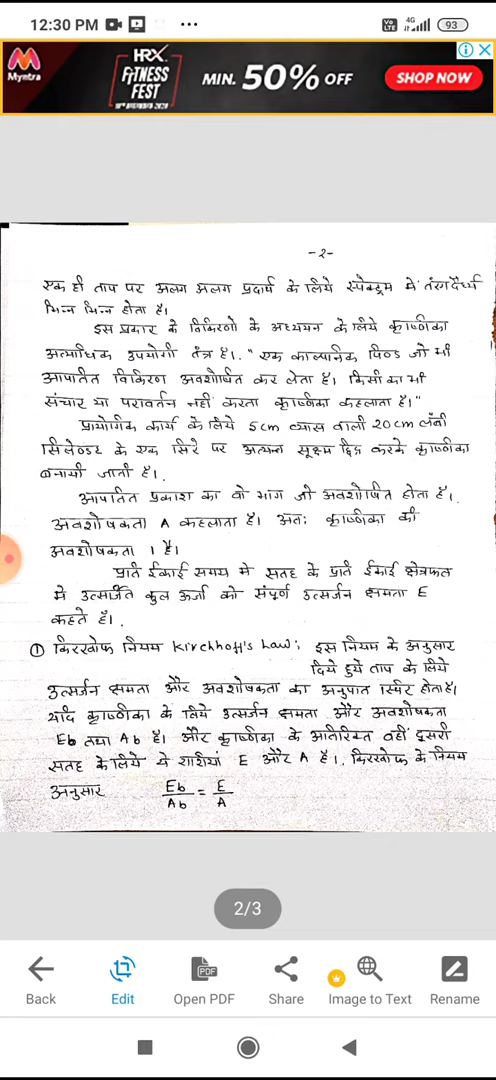 12:30 PM
4G
93
Myntra
HRX
FITNESS
FEST
MIN. 50% OFF
SHOP NOW
-2-
एक ही ताप पर अलग अलग प्रदार्थ के लिये स्पेक्ट्रम मे तंरगदैर्ध्य
भिन्न भिन्न होता है।
इस प्रकार के विकिरणो के अध्ययन के लिये कृाष्णीका
अत्याधिक उपयोगी तंत्र है। "एक काल्पनिक पिण्ड जो भी
आपतित विकिरण अवशोषित कर लेता है। किसी का भी
संचार या परावर्तन नही करता कृाष्णीका कहलाता है।"
प्रायोगिक कार्य के लिये 5cm व्यास वाली 20cm लंबी
सिलेण्डर के एक सिरे पर अत्यन्त सूक्ष्म छिद्र करके कृाष्णीका
बनायी जाती है।
आपतित प्रकाश का वो भाग जो अवशोषित होता है।
अवशोषकता A कहलाता है। अतः कृाष्णीका की
अवशोषकता 1 है।
प्रति ईकाई समय मे सतह के प्रति ईकाई क्षेत्रफल
मे उत्सर्जित कुल ऊर्जा को संपूर्ण उत्सर्जन क्षमता E
कहते है।
① किरखोफ नियम Kirchhoff's Law: इस नियम के अनुसार
दिये हुये ताप के लिये
उत्सर्जन क्षमता और अवशोषकता का अनुपात स्थिर होता है।
यदि कृाष्णीका के लिये उत्सर्जन क्षमता और अवशोषकता
Eb तथा Ab है। और कृाष्णीका के अतिरिक्त वही दूसरी
सतह के लिये ये राशीयां E और A है। किरखोफ के नियम
अनुसार Eb/Ab = E/A
2/3
Back
Edit
PDF
Open PDF
Share
Image to Text
Rename